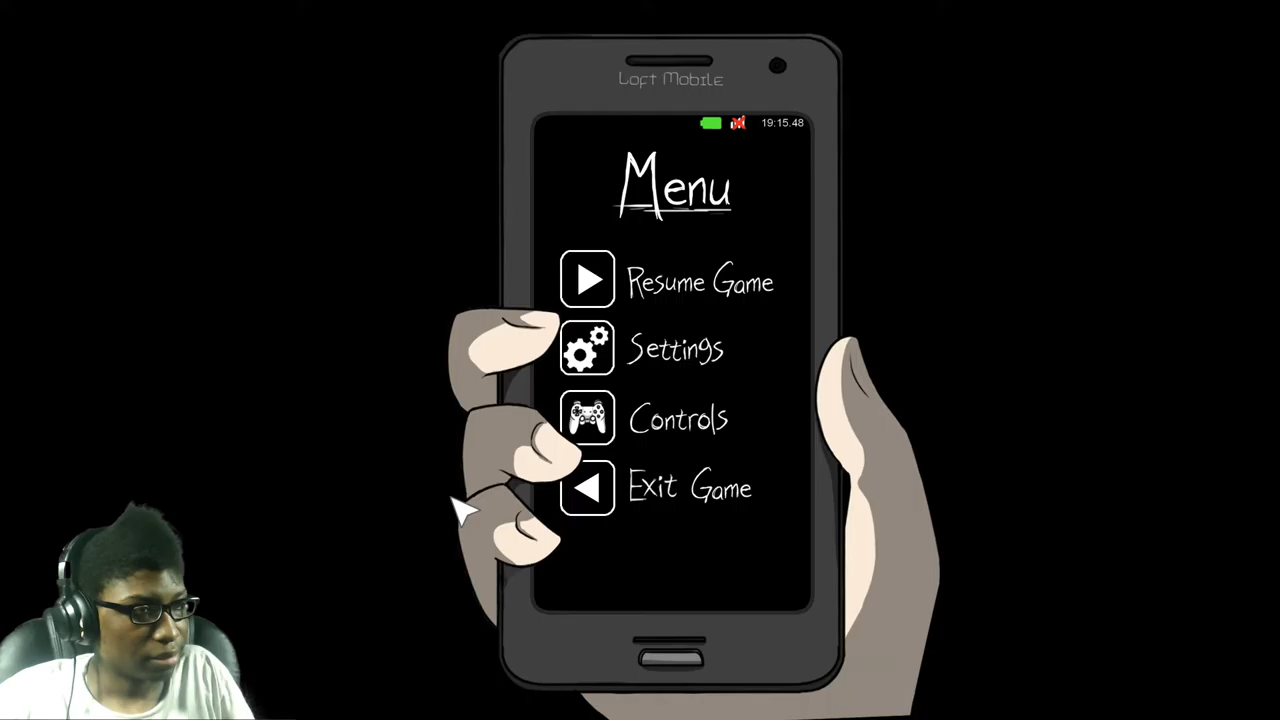 Loft Mobile
19:15.48
Menu
Resume Game
Settings
Controls
Exit Game